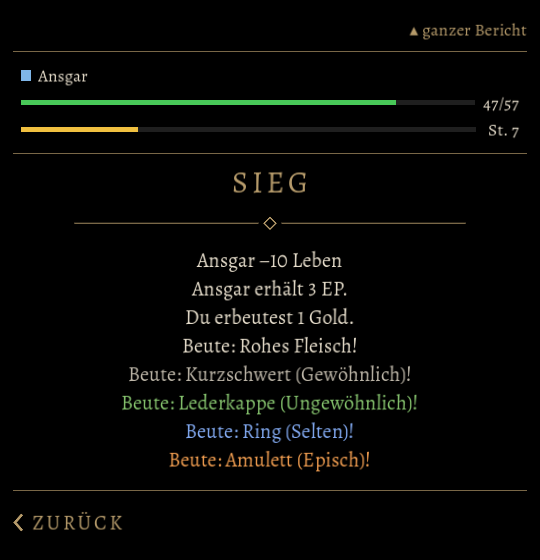 ▲ ganzer Bericht
Ansgar
47/57
St. 7
SIEG
Ansgar –10 Leben
Ansgar erhält 3 EP.
Du erbeutest 1 Gold.
Beute: Rohes Fleisch!
Beute: Kurzschwert (Gewöhnlich)!
Beute: Lederkappe (Ungewöhnlich)!
Beute: Ring (Selten)!
Beute: Amulett (Episch)!
ZURÜCK